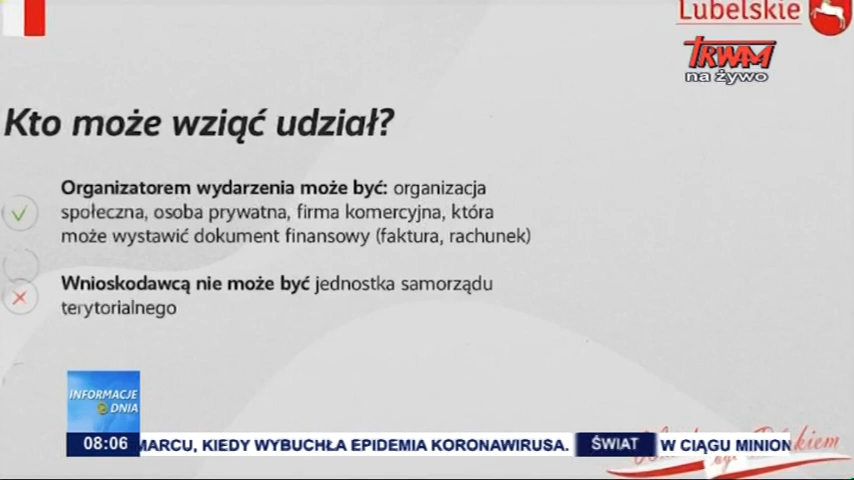 Lubelskie
TRWAM
na żywo
Kto może wziąć udział?
Organizatorem wydarzenia może być: organizacja
społeczna, osoba prywatna, firma komercyjna, która
może wystawić dokument finansowy (faktura, rachunek)
Wnioskodawcą nie może być jednostka samorządu
terytorialnego
INFORMACJE
DNIA
08:06 MARCU, KIEDY WYBUCHŁA EPIDEMIA KORONAWIRUSA. ŚWIAT W CIĄGU MINION